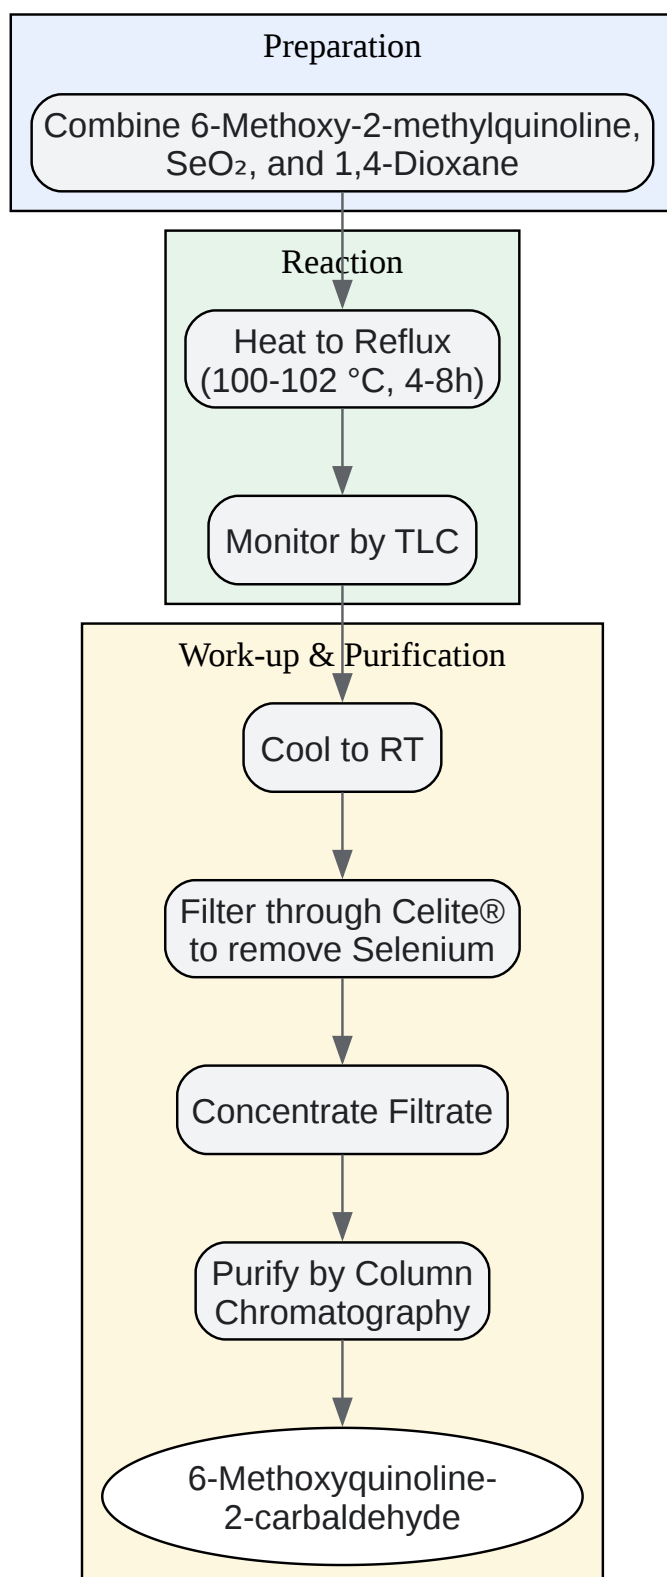 Preparation
Combine 6-Methoxy-2-methylquinoline,
SeO₂, and 1,4-Dioxane
Reaction
Heat to Reflux
(100-102 °C, 4-8h)
Monitor by TLC
Work-up & Purification
Cool to RT
Filter through Celite®
to remove Selenium
Concentrate Filtrate
Purify by Column
Chromatography
6-Methoxyquinoline-
2-carbaldehyde